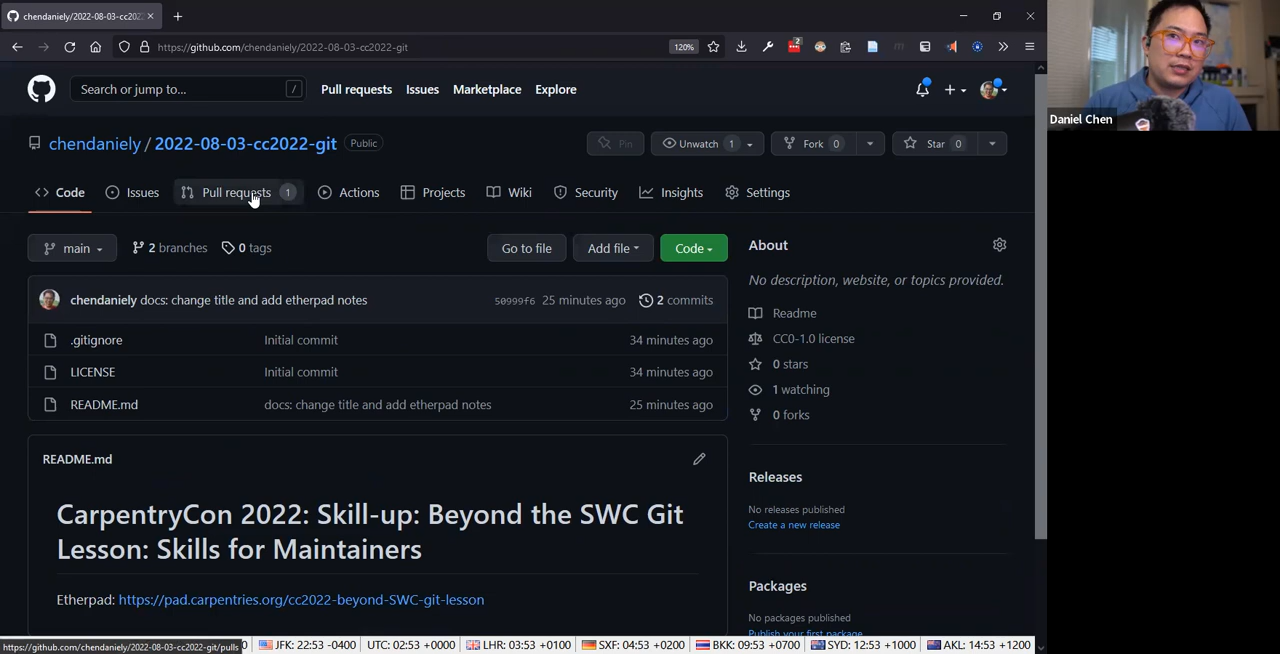 chendaniely/2022-08-03-cc202
https://github.com/chendaniely/2022-08-03-cc2022-git
120%
2
Search or jump to...
/
Pull requests
Issues
Marketplace
Explore
Daniel Chen
chendaniely / 2022-08-03-cc2022-git
Public
Pin
Unwatch 1
Fork 0
Star 0
Code
Issues
Pull requests 1
Actions
Projects
Wiki
Security
Insights
Settings
main
2 branches
0 tags
Go to file
Add file
Code
About
No description, website, or topics provided.
chendaniely docs: change title and add etherpad notes
50999f6 25 minutes ago
2 commits
.gitignore Initial commit 34 minutes ago
LICENSE Initial commit 34 minutes ago
README.md docs: change title and add etherpad notes 25 minutes ago
Readme
CC0-1.0 license
0 stars
1 watching
0 forks
README.md
CarpentryCon 2022: Skill-up: Beyond the SWC Git
Lesson: Skills for Maintainers
Etherpad: https://pad.carpentries.org/cc2022-beyond-SWC-git-lesson
Releases
No releases published
Create a new release
Packages
No packages published
Publish your first package
https://github.com/chendaniely/2022-08-03-cc2022-git/pulls
0
JFK: 22:53 -0400
UTC: 02:53 +0000
LHR: 03:53 +0100
SXF: 04:53 +0200
BKK: 09:53 +0700
SYD: 12:53 +1000
AKL: 14:53 +1200